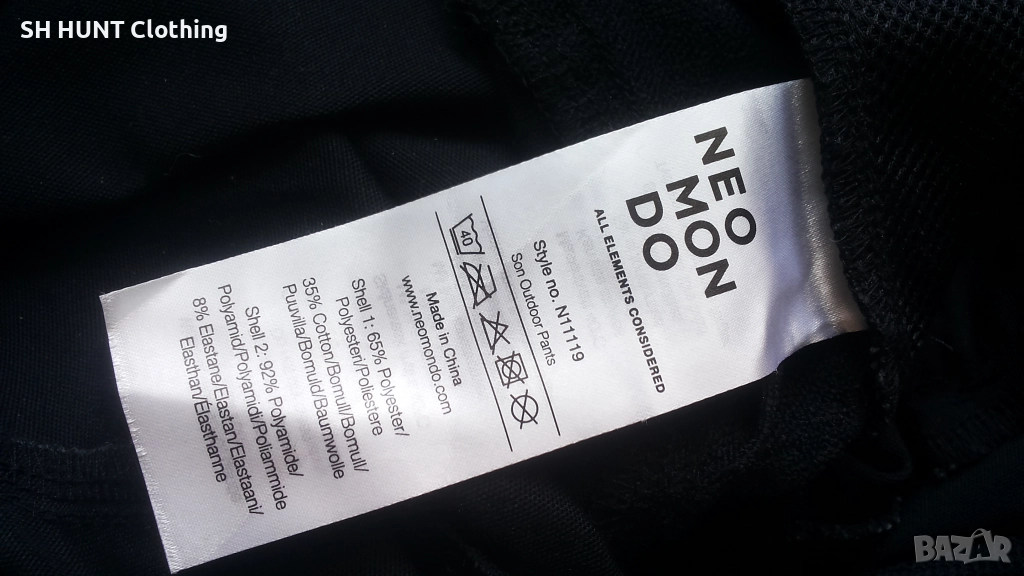 SH HUNT Clothing
NEO
MON
DO
ALL ELEMENTS CONSIDERED
Style no. N11119
Son Outdoor Pants
40
Made in China
www.neomondo.com
Shell 1: 65% Polyester/
Polyester/Poliestere
35% Cotton/Bomull/Bomull/
Puuvilla/Bomuld/Baumwolle
Shell 2: 92% Polyamide/
Polyamid/Polyamidi/Poliammide
8% Elastane/Elastan/Elastaani/
Elasthan/Elasthanne
BAZAR